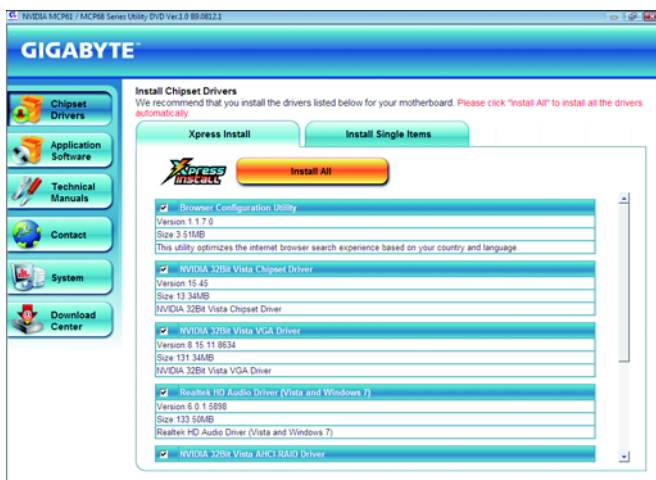 NVIDIA MCP61 / MCP68 Series Utility DVD Ver.1.0 B9.0812.1
GIGABYTE™
Chipset
Drivers
Application
Software
Technical
Manuals
Contact
System
Download
Center
Install Chipset Drivers
We recommend that you install the drivers listed below for your motherboard. Please click "Install All" to install all the drivers
automatically.
Xpress Install
Install Single Items
Xpress
INSTALL
Install All
Browser Configuration Utility
Version:1.1.7.0
Size:3.51MB
This utility optimizes the internet browser search experience based on your country and language.
NVIDIA 32Bit Vista Chipset Driver
Version:15.45
Size:13.34MB
NVIDIA 32Bit Vista Chipset Driver
NVIDIA 32Bit Vista VGA Driver
Version:8.15.11.8634
Size:131.34MB
NVIDIA 32Bit Vista VGA Driver
Realtek HD Audio Driver (Vista and Windows 7)
Version:6.0.1.5898
Size:133.50MB
Realtek HD Audio Driver (Vista and Windows 7)
NVIDIA 32Bit Vista AHCI-RAID Driver